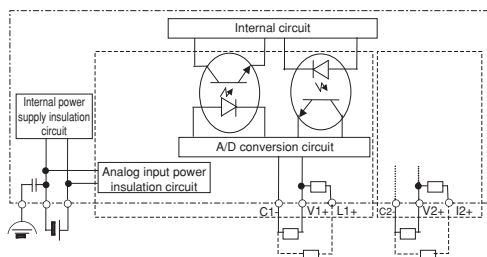 Internal circuit
Internal power
supply insulation
circuit
A/D conversion circuit
Analog input power
insulation circuit
C1-
V1+
L1+
C2-
V2+
I2+